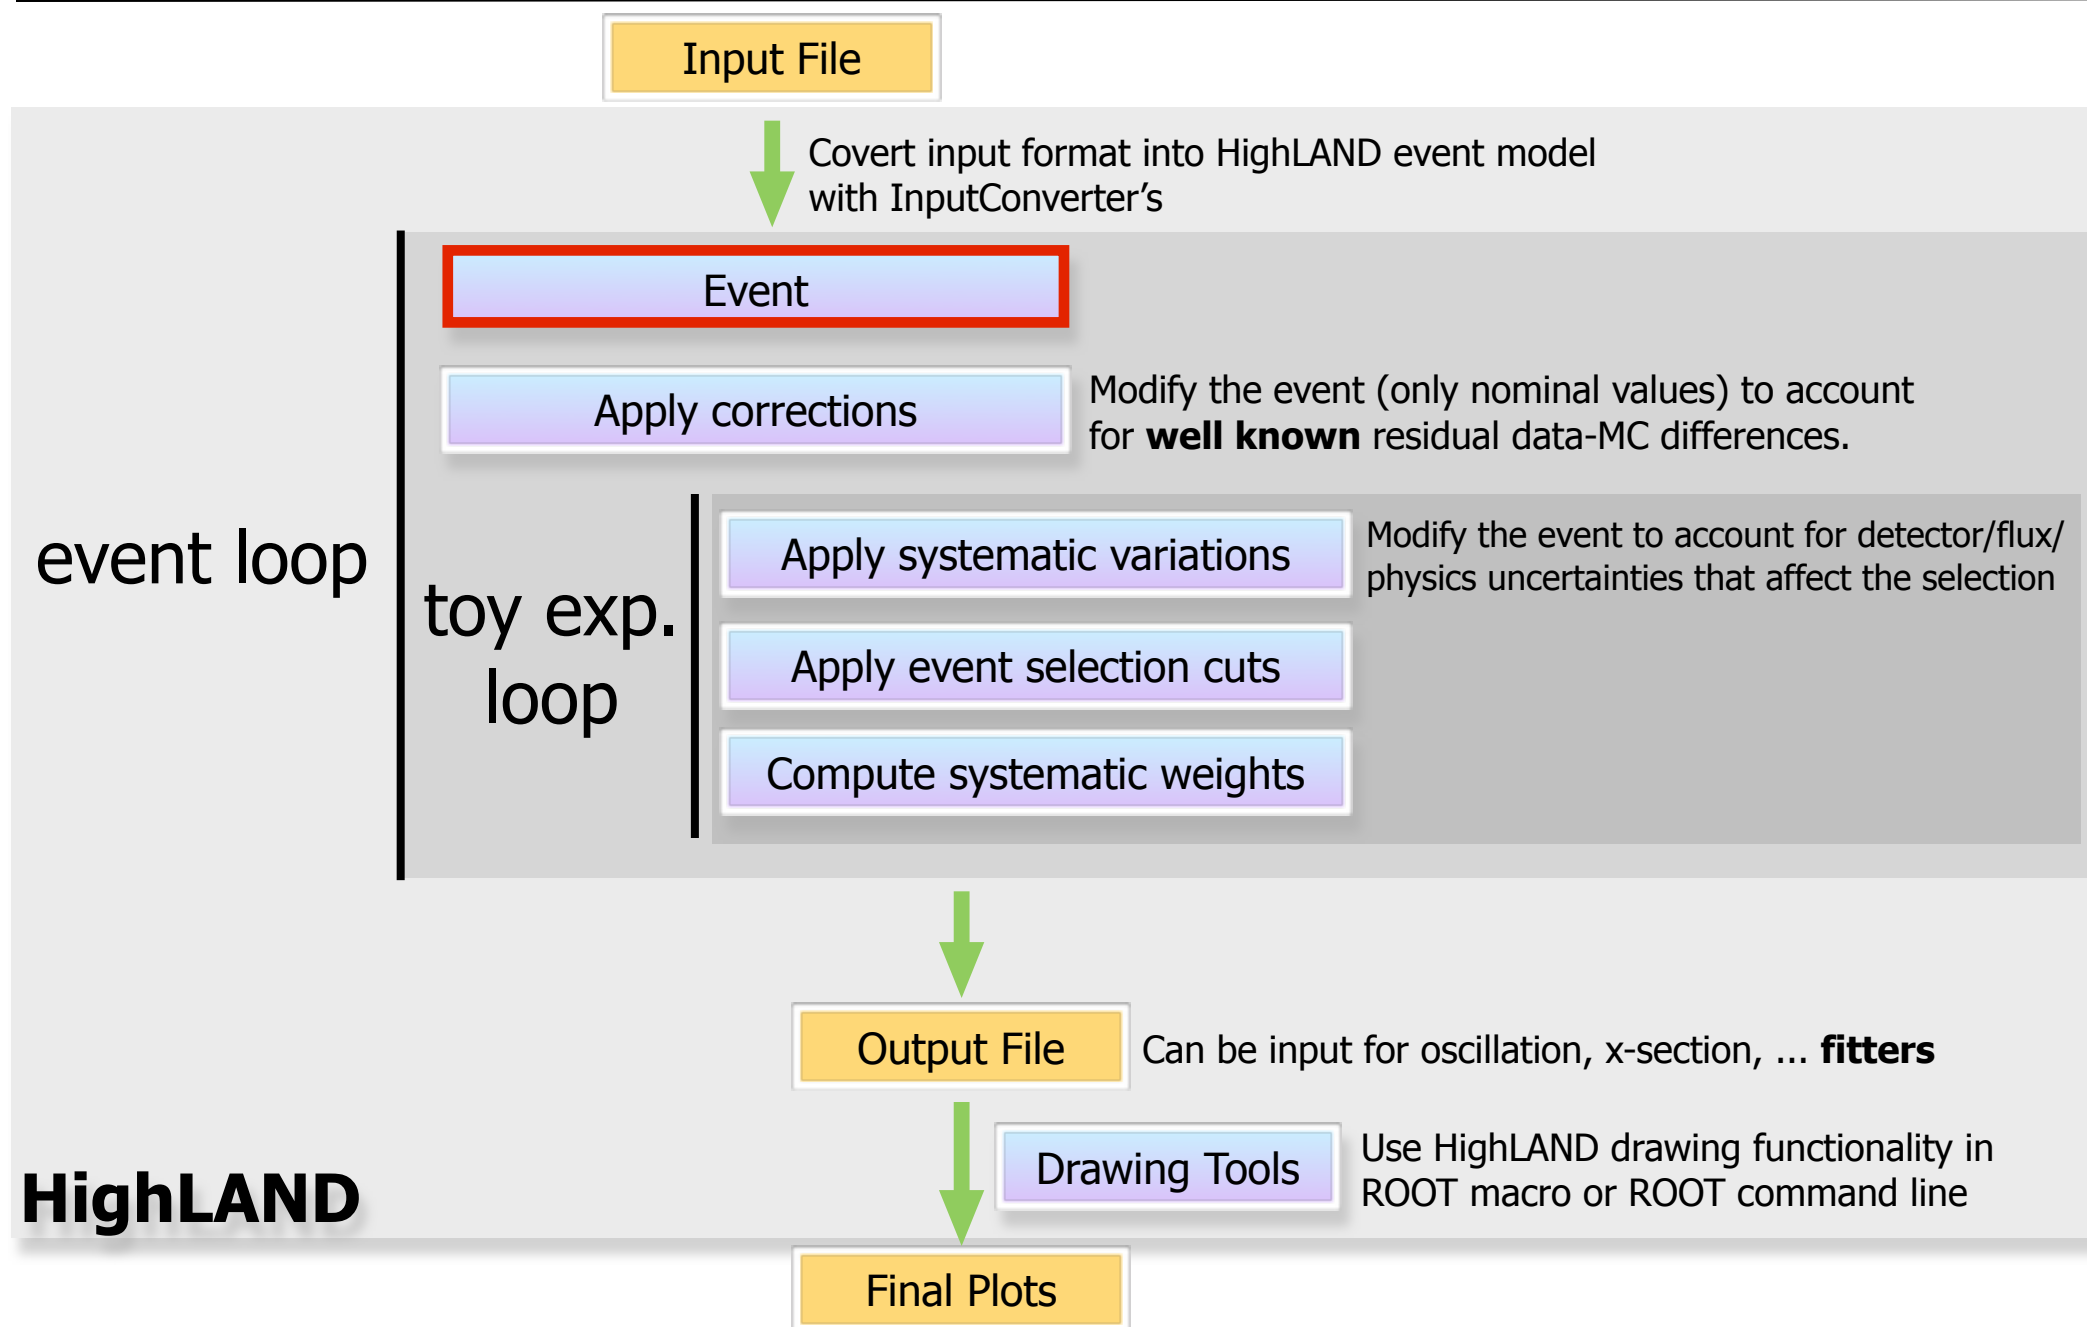 Input File
Covert input format into HighLAND event model
with InputConverter’s
Event
Apply corrections
Modify the event (only nominal values) to account
for well known residual data-MC differences.
event loop
toy exp.
loop
Apply systematic variations
Modify the event to account for detector/flux/
physics uncertainties that affect the selection
Apply event selection cuts
Compute systematic weights
Output File
Can be input for oscillation, x-section, ... fitters
Drawing Tools
Use HighLAND drawing functionality in
ROOT macro or ROOT command line
HighLAND
Final Plots